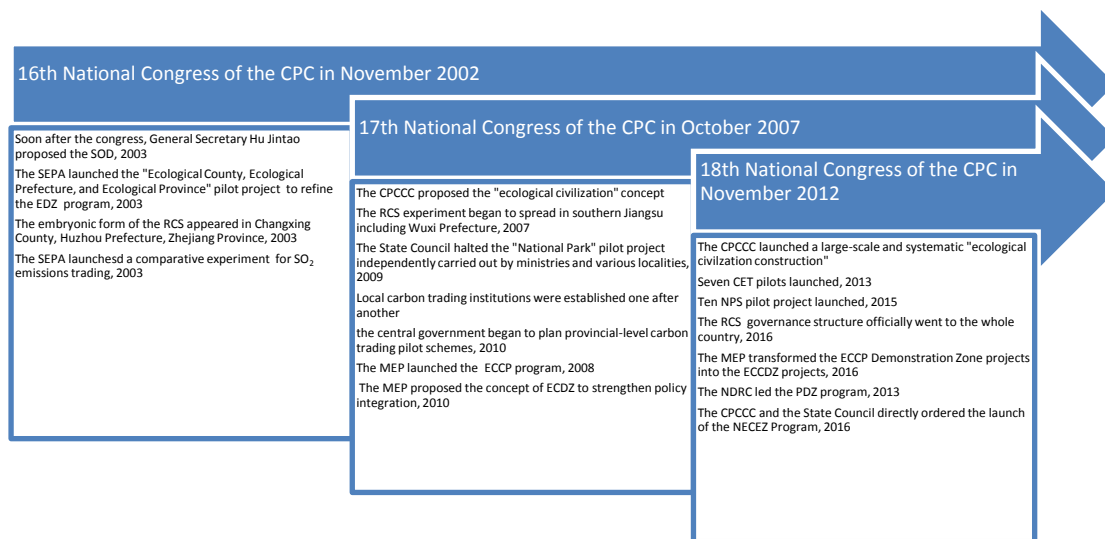 16th National Congress of the CPC in November 2002
Soon after the congress, General Secretary Hu Jintao
proposed the SOD, 2003
The SEPA launched the "Ecological County, Ecological
Prefecture, and Ecological Province" pilot project to refine
the EDZ program, 2003
The embryonic form of the RCS appeared in Changxing
County, Huzhou Prefecture, Zhejiang Province, 2003
The SEPA launchesd a comparative experiment for SO₂
emissions trading, 2003
17th National Congress of the CPC in October 2007
The CPCCC proposed the "ecological civilization" concept
The RCS experiment began to spread in southern Jiangsu
including Wuxi Prefecture, 2007
The State Council halted the "National Park" pilot project
independently carried out by ministries and various localities,
2009
Local carbon trading institutions were established one after
another
the central government began to plan provincial-level carbon
trading pilot schemes, 2010
The MEP launched the ECCP program, 2008
The MEP proposed the concept of ECDZ to strengthen policy
integration, 2010
18th National Congress of the CPC in
November 2012
The CPCCC launched a large-scale and systematic "ecological
civilzation construction"
Seven CET pilots launched, 2013
Ten NPS pilot project launched, 2015
The RCS governance structure officially went to the whole
country, 2016
The MEP transformed the ECCP Demonstration Zone projects
into the ECCDZ projects, 2016
The NDRC led the PDZ program, 2013
The CPCCC and the State Council directly ordered the launch
of the NECEZ Program, 2016